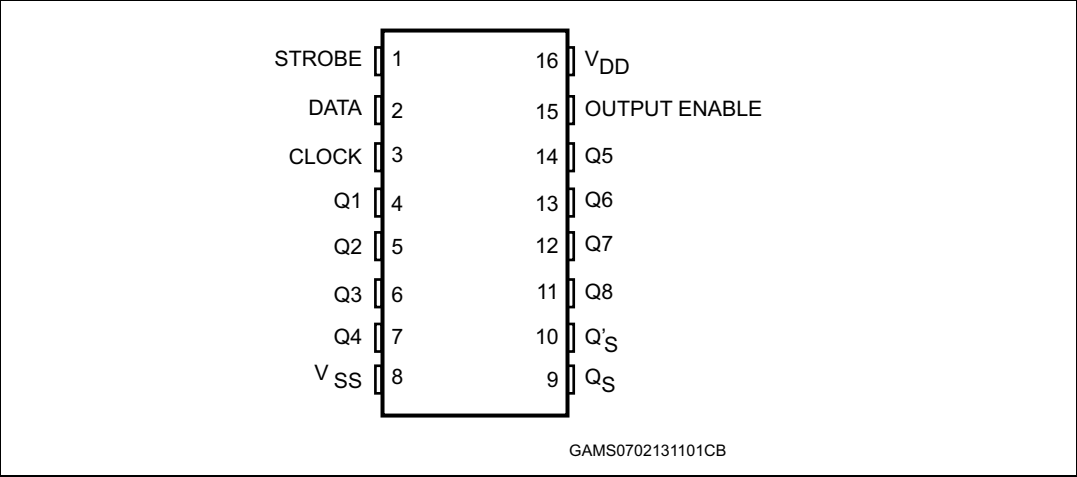 STROBE 1 16 VDD
DATA 2 15 OUTPUT ENABLE
CLOCK 3 14 Q5
Q1 4 13 Q6
Q2 5 12 Q7
Q3 6 11 Q8
Q4 7 10 Q'S
V SS 8 9 QS
GAMS0702131101CB